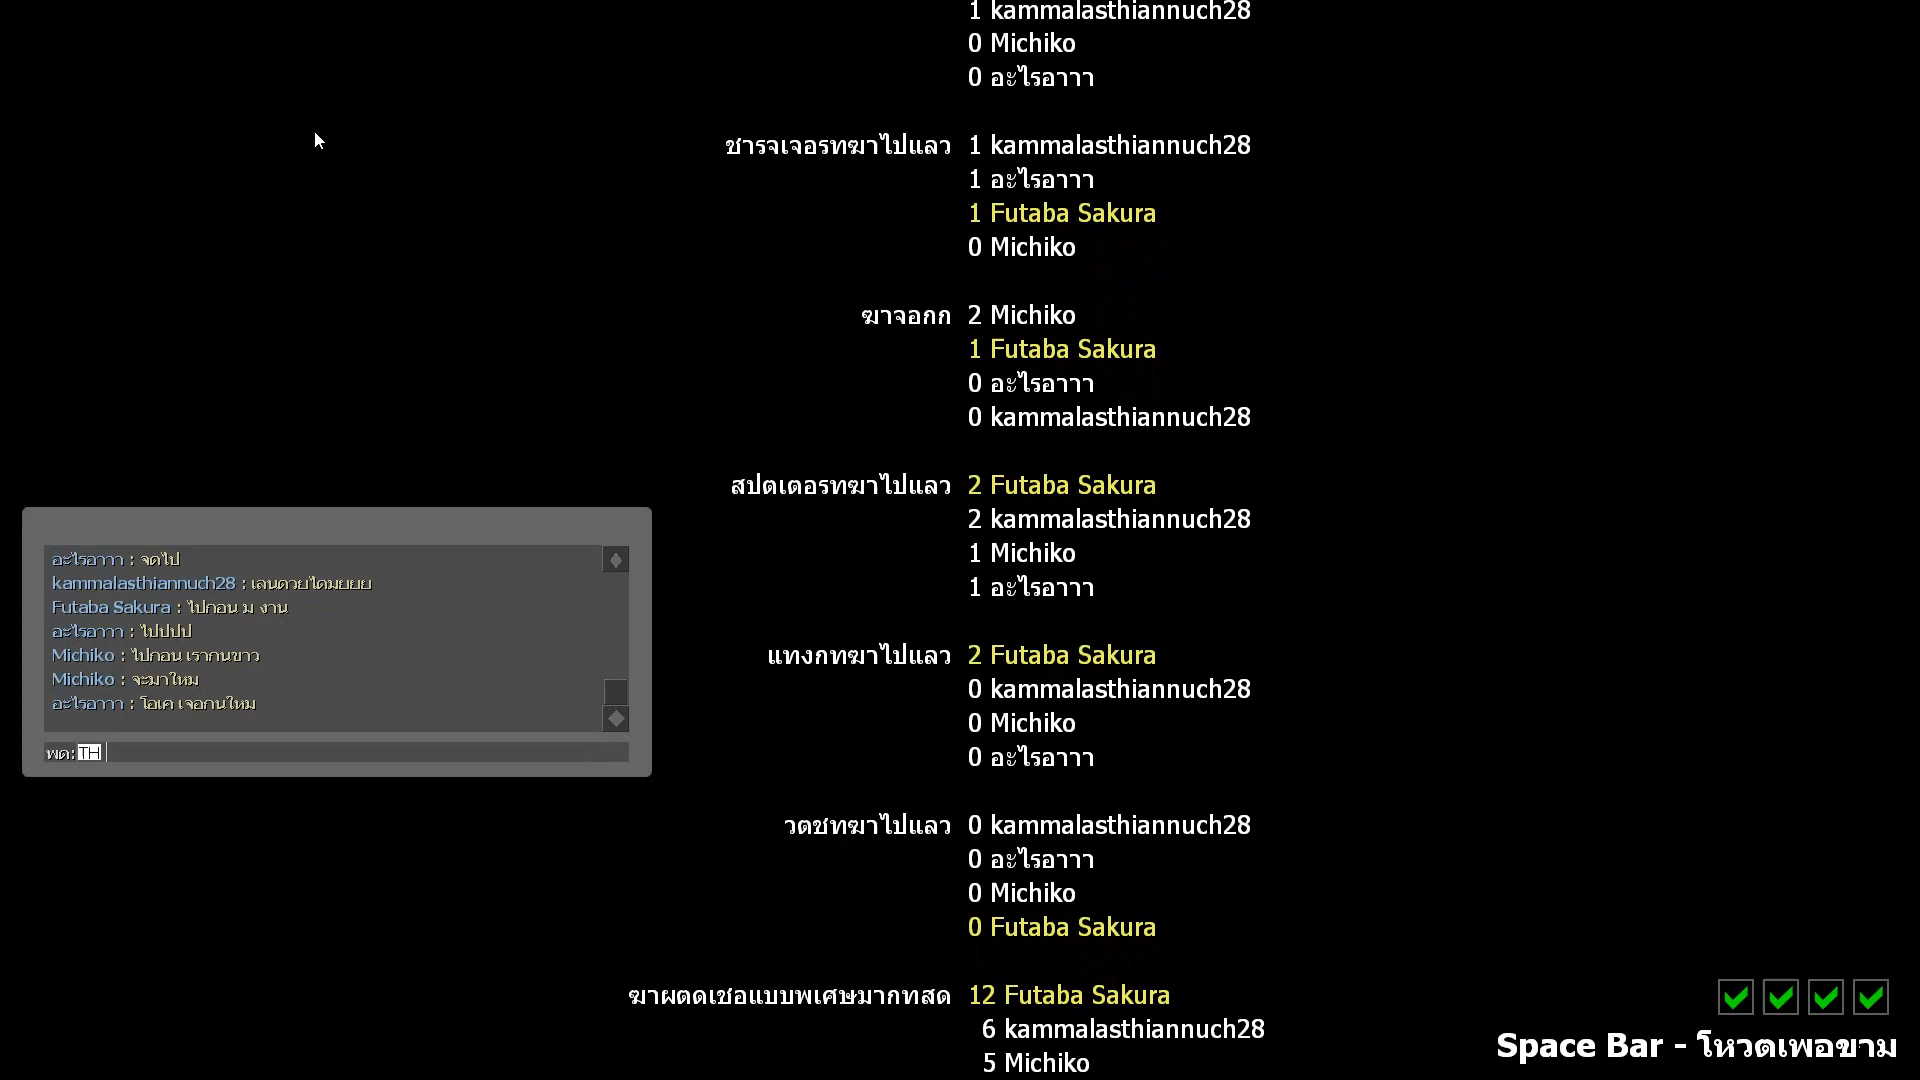 1 kammalasthiannuch28
0 Michiko
0 อะไรอาาา
ชารจเจอรทฆาไปแลว 1 kammalasthiannuch28
1 อะไรอาาา
1 Futaba Sakura
0 Michiko
ฆาจอกก 2 Michiko
1 Futaba Sakura
0 อะไรอาาา
0 kammalasthiannuch28
สปตเตอรทฆาไปแลว 2 Futaba Sakura
2 kammalasthiannuch28
1 Michiko
1 อะไรอาาา
แทงกทฆาไปแลว 2 Futaba Sakura
0 kammalasthiannuch28
0 Michiko
0 อะไรอาาา
วตชทฆาไปแลว 0 kammalasthiannuch28
0 อะไรอาาา
0 Michiko
0 Futaba Sakura
ฆาผตดเชอแบบพเศษมากทสด 12 Futaba Sakura
6 kammalasthiannuch28
5 Michiko
อะไรอาาา : จดไป
kammalasthiannuch28 : เลนดวยไดมยยย
Futaba Sakura : ไปกอน ม งาน
อะไรอาาา : ไปปปป
Michiko : ไปกอน เรากนขาว
Michiko : จะมาใหม
อะไรอาาา : โอเค เจอกนใหม
พด: TH
Space Bar - โหวตเพอขาม